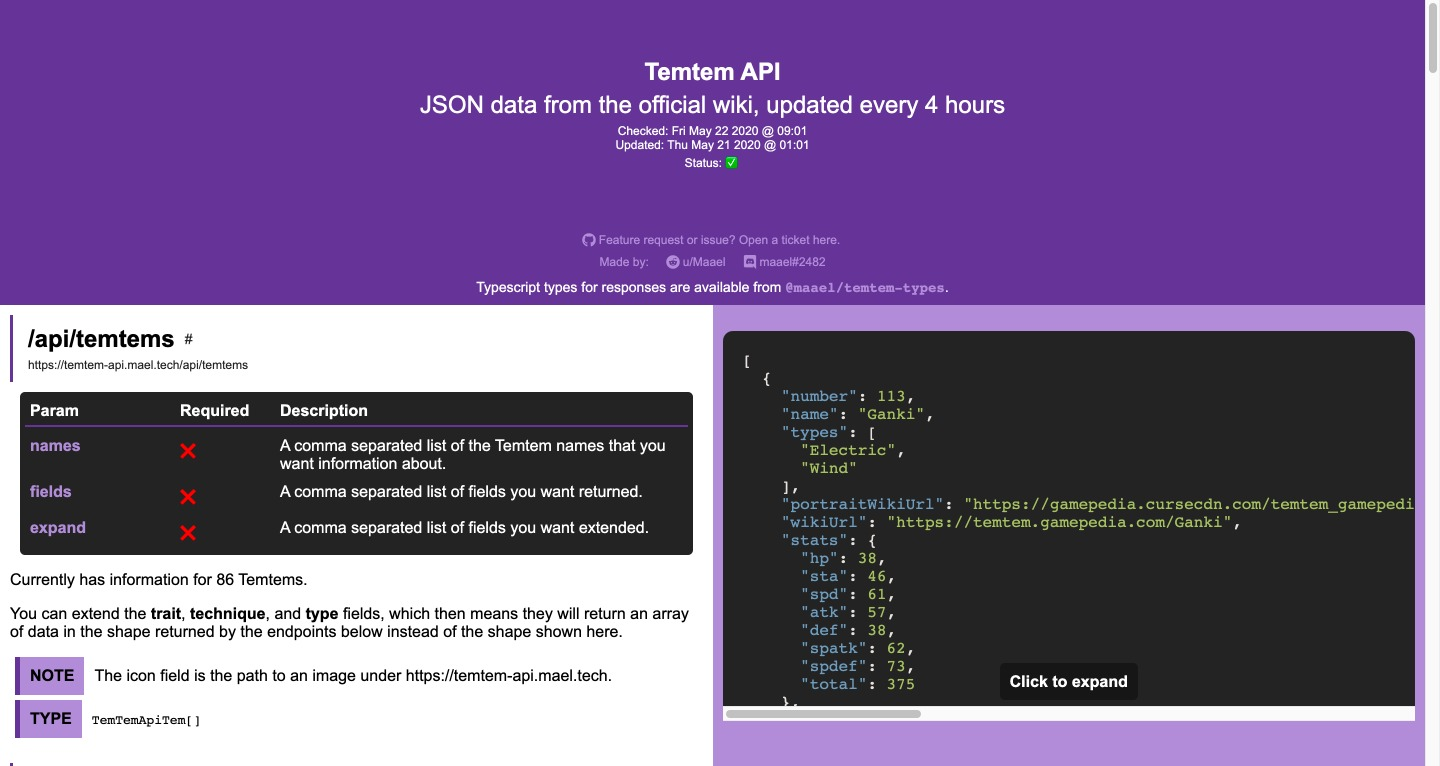 Temtem API
JSON data from the official wiki, updated every 4 hours
Checked: Fri May 22 2020 @ 09:01
Updated: Thu May 21 2020 @ 01:01
Status: ✅
Feature request or issue? Open a ticket here.
Made by: u/Maael maael#2482
Typescript types for responses are available from @maael/temtem-types.
/api/temtems #
https://temtem-api.mael.tech/api/temtems
Param Required Description
names ❌ A comma separated list of the Temtem names that you
want information about.
fields ❌ A comma separated list of fields you want returned.
expand ❌ A comma separated list of fields you want extended.
Currently has information for 86 Temtems.
You can extend the trait, technique, and type fields, which then means they will return an array
of data in the shape returned by the endpoints below instead of the shape shown here.
NOTE The icon field is the path to an image under https://temtem-api.mael.tech.
TYPE TemTemApiTem[]
[
{
"number": 113,
"name": "Ganki",
"types": [
"Electric",
"Wind"
],
"portraitWikiUrl": "https://gamepedia.cursecdn.com/temtem_gamepedi
"wikiUrl": "https://temtem.gamepedia.com/Ganki",
"stats": {
"hp": 38,
"sta": 46,
"spd": 61,
"atk": 57,
"def": 38,
"spatk": 62,
"spdef": 73,
"total": 375
},
Click to expand